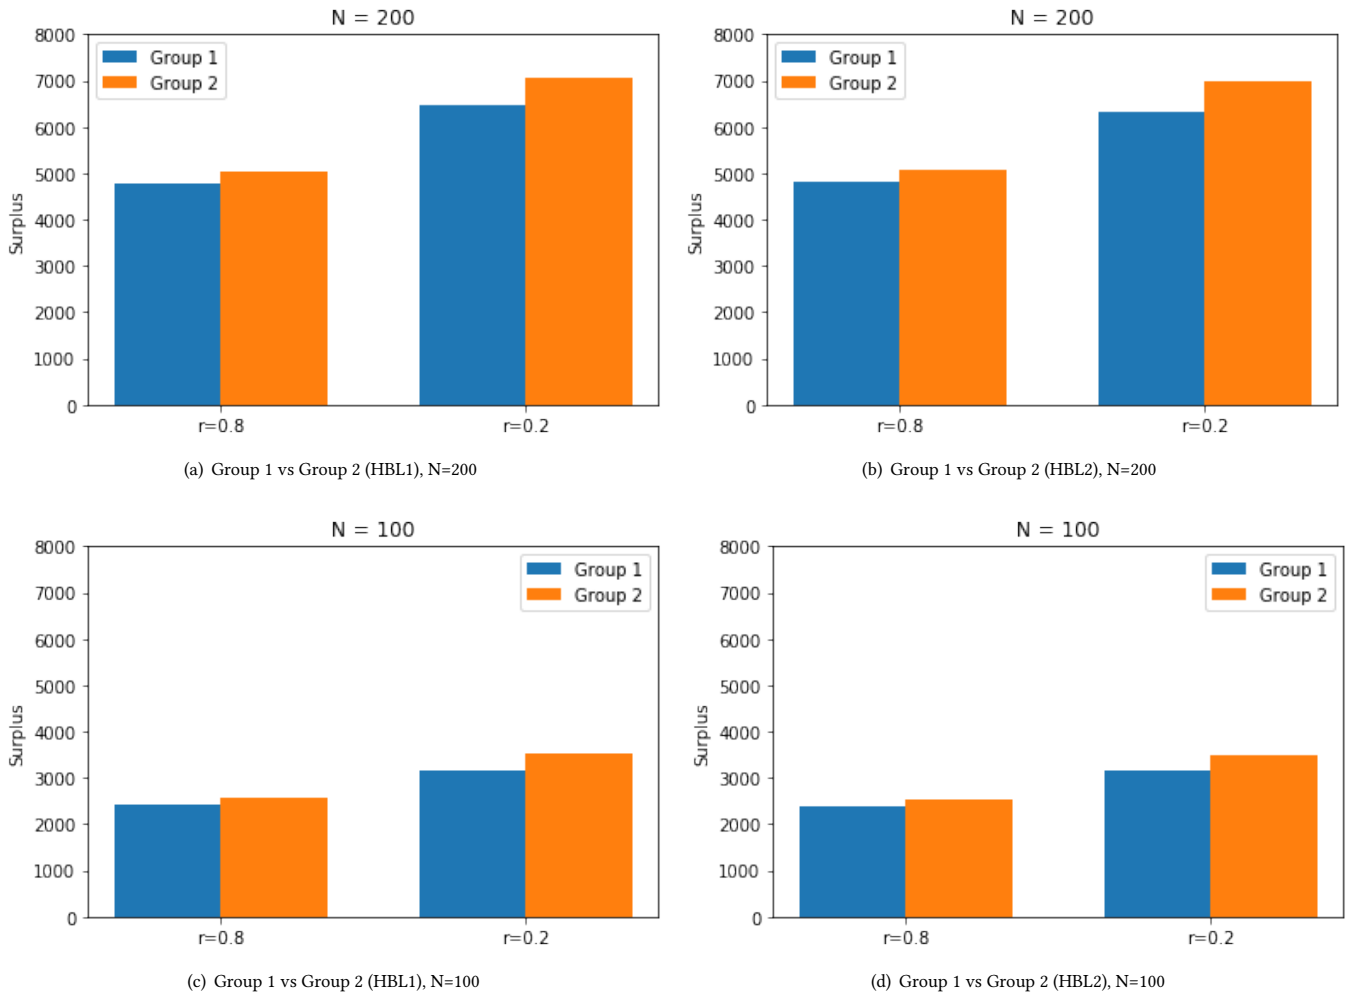 N = 200
8000
7000
6000
5000
4000
3000
2000
1000
0
Surplus
Group 1
Group 2
r=0.8
r=0.2
(a) Group 1 vs Group 2 (HBL1), N=200
N = 200
8000
7000
6000
5000
4000
3000
2000
1000
0
Surplus
Group 1
Group 2
r=0.8
r=0.2
(b) Group 1 vs Group 2 (HBL2), N=200
N = 100
8000
7000
6000
5000
4000
3000
2000
1000
0
Surplus
Group 1
Group 2
r=0.8
r=0.2
(c) Group 1 vs Group 2 (HBL1), N=100
N = 100
8000
7000
6000
5000
4000
3000
2000
1000
0
Surplus
Group 1
Group 2
r=0.8
r=0.2
(d) Group 1 vs Group 2 (HBL2), N=100